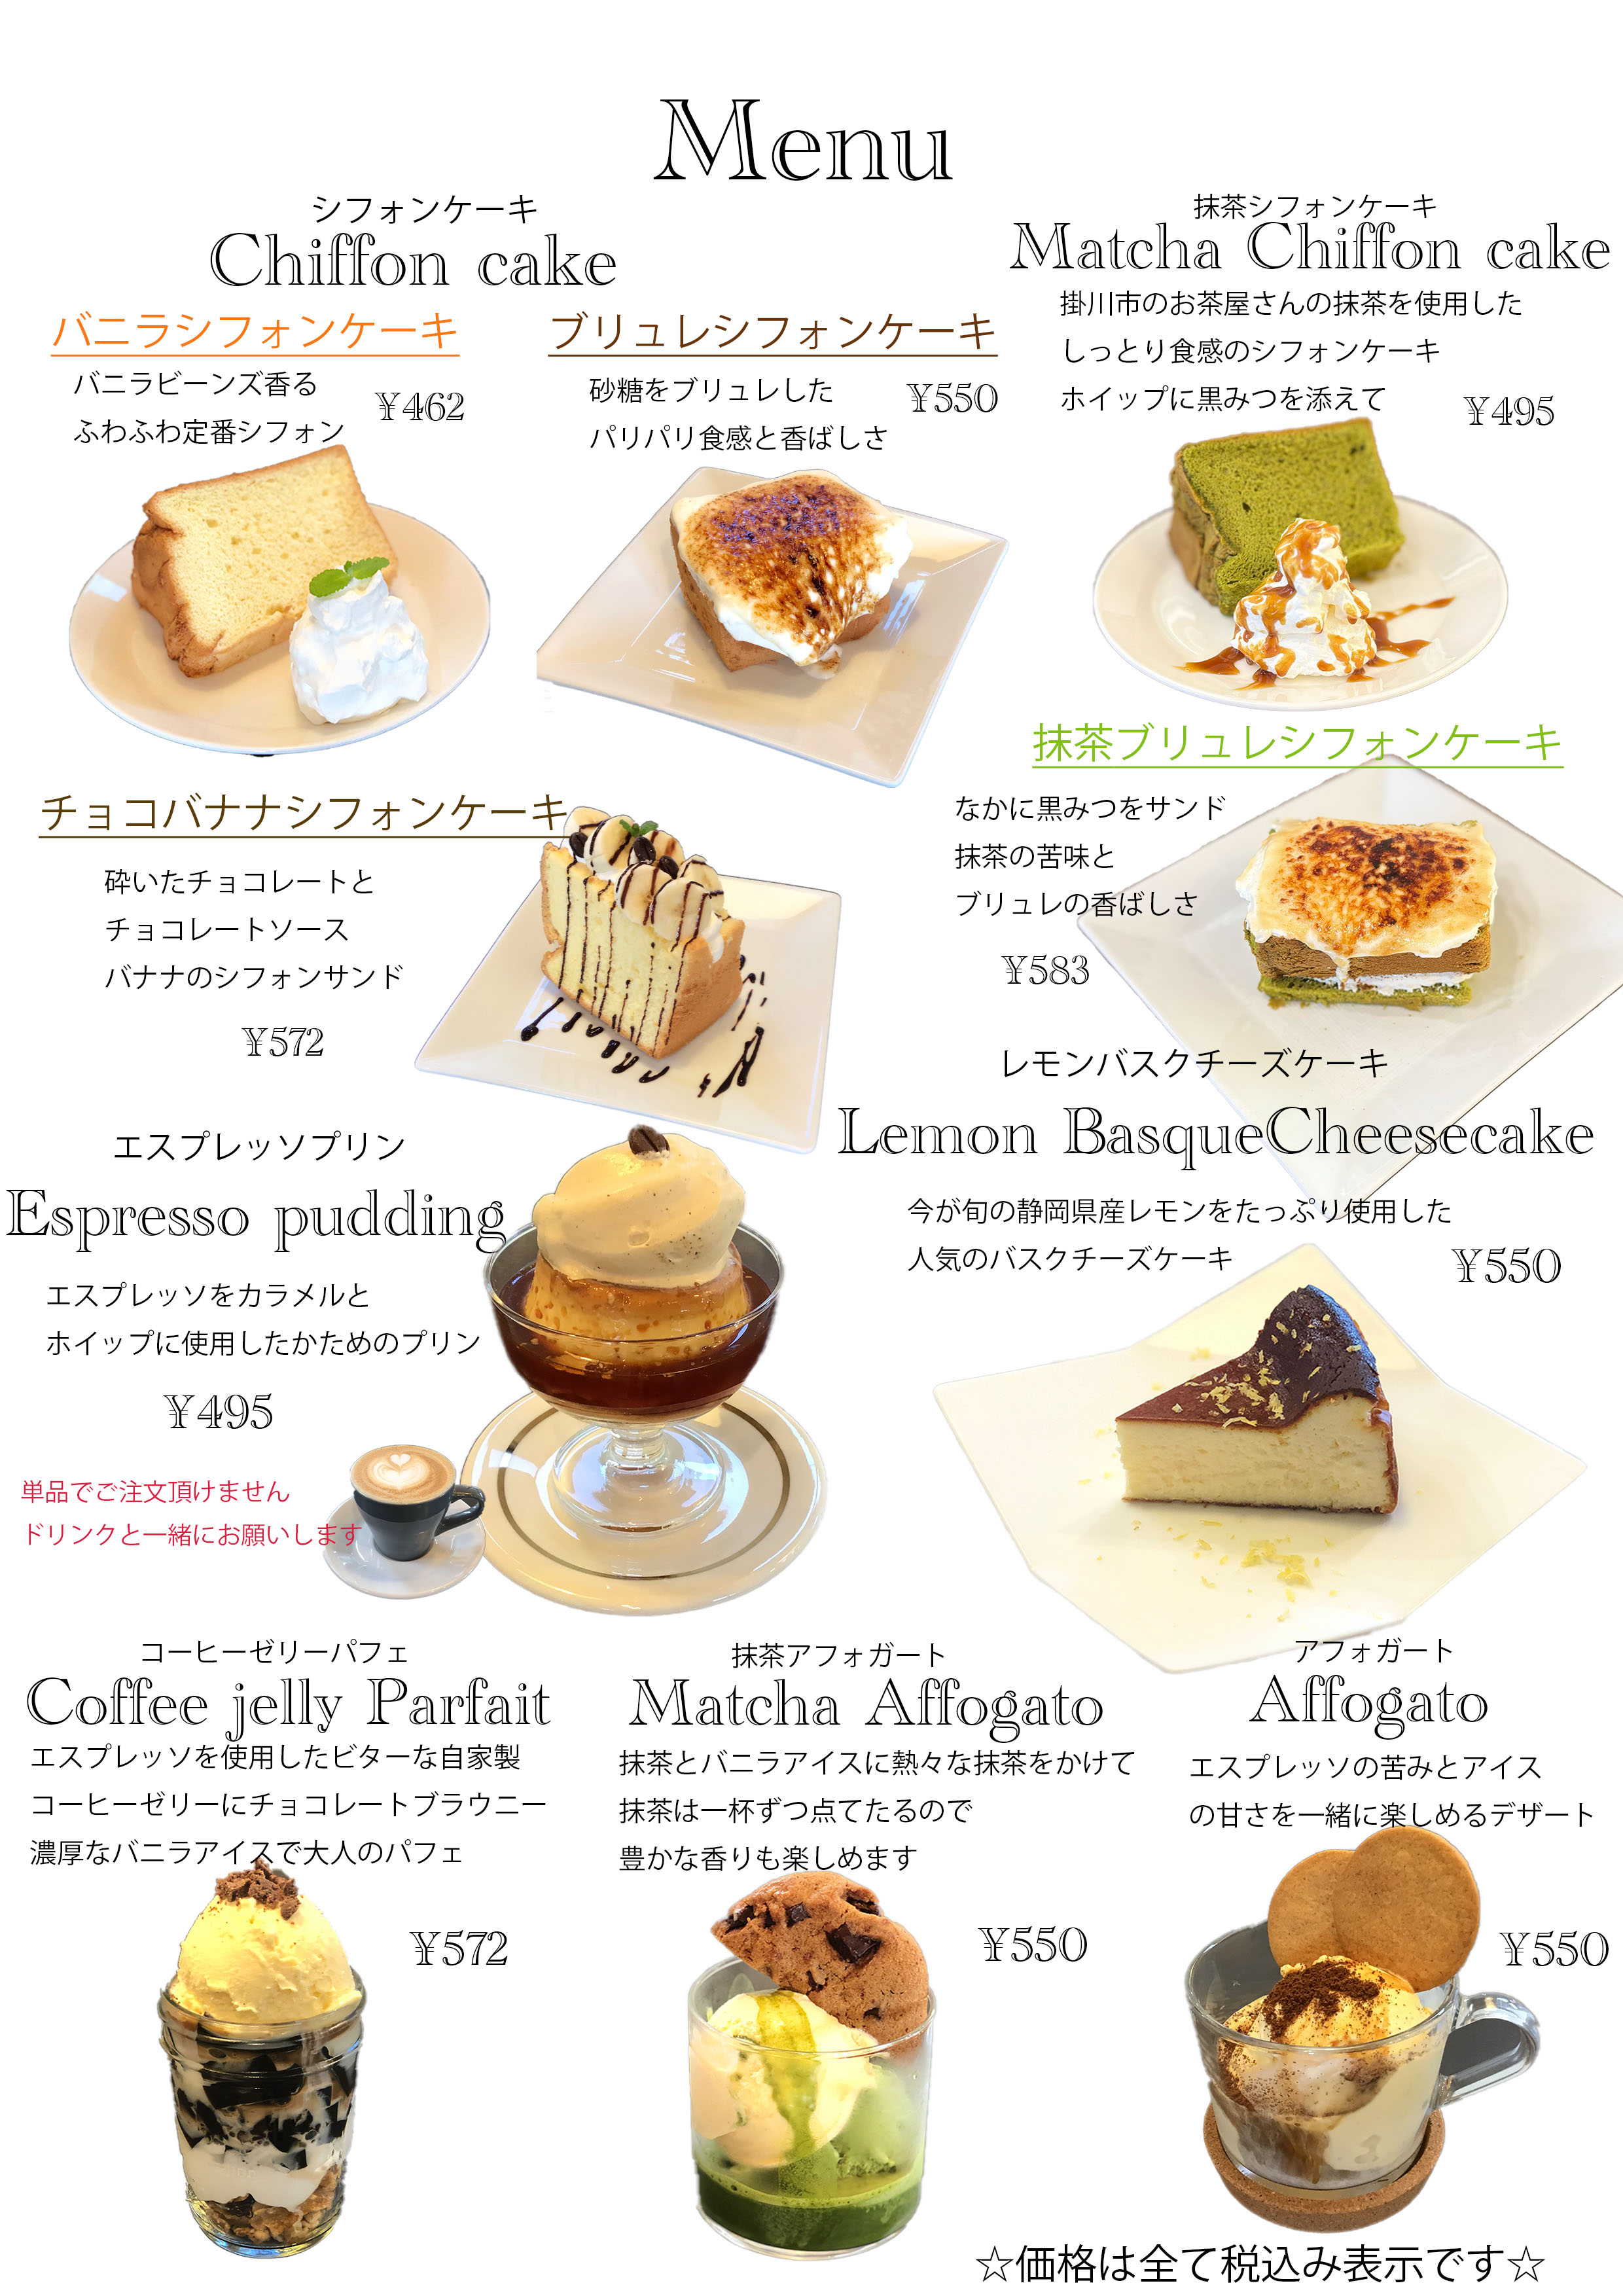 Menu
シフォンケーキ
Chiffon cake
バニラシフォンケーキ
バニラビーンズ香る
ふわふわ定番シフォン
¥462
ブリュレシフォンケーキ
砂糖をブリュレした
パリパリ食感と香ばしさ
¥550
抹茶シフォンケーキ
Matcha Chiffon cake
掛川市のお茶屋さんの抹茶を使用した
しっとり食感のシフォンケーキ
ホイップに黒みつを添えて
¥495
チョコバナナシフォンケーキ
砕いたチョコレートと
チョコレートソース
バナナのシフォンサンド
¥572
抹茶ブリュレシフォンケーキ
なかに黒みつをサンド
抹茶の苦味と
ブリュレの香ばしさ
¥583
エスプレッソプリン
Espresso pudding
エスプレッソをカラメルと
ホイップに使用したかためのプリン
¥495
単品でご注文頂けません
ドリンクと一緒にお願いします
レモンバスクチーズケーキ
Lemon BasqueCheesecake
今が旬の静岡県産レモンをたっぷり使用した
人気のバスクチーズケーキ
¥550
コーヒーゼリーパフェ
Coffee jelly Parfait
エスプレッソを使用したビターな自家製
コーヒーゼリーにチョコレートブラウニー
濃厚なバニラアイスで大人のパフェ
¥572
抹茶アフォガート
Matcha Affogato
抹茶とバニラアイスに熱々な抹茶をかけて
抹茶は一杯ずつ点てたるので
豊かな香りも楽しめます
¥550
アフォガート
Affogato
エスプレッソの苦みとアイス
の甘さを一緒に楽しめるデザート
¥550
☆価格は全て税込み表示です☆